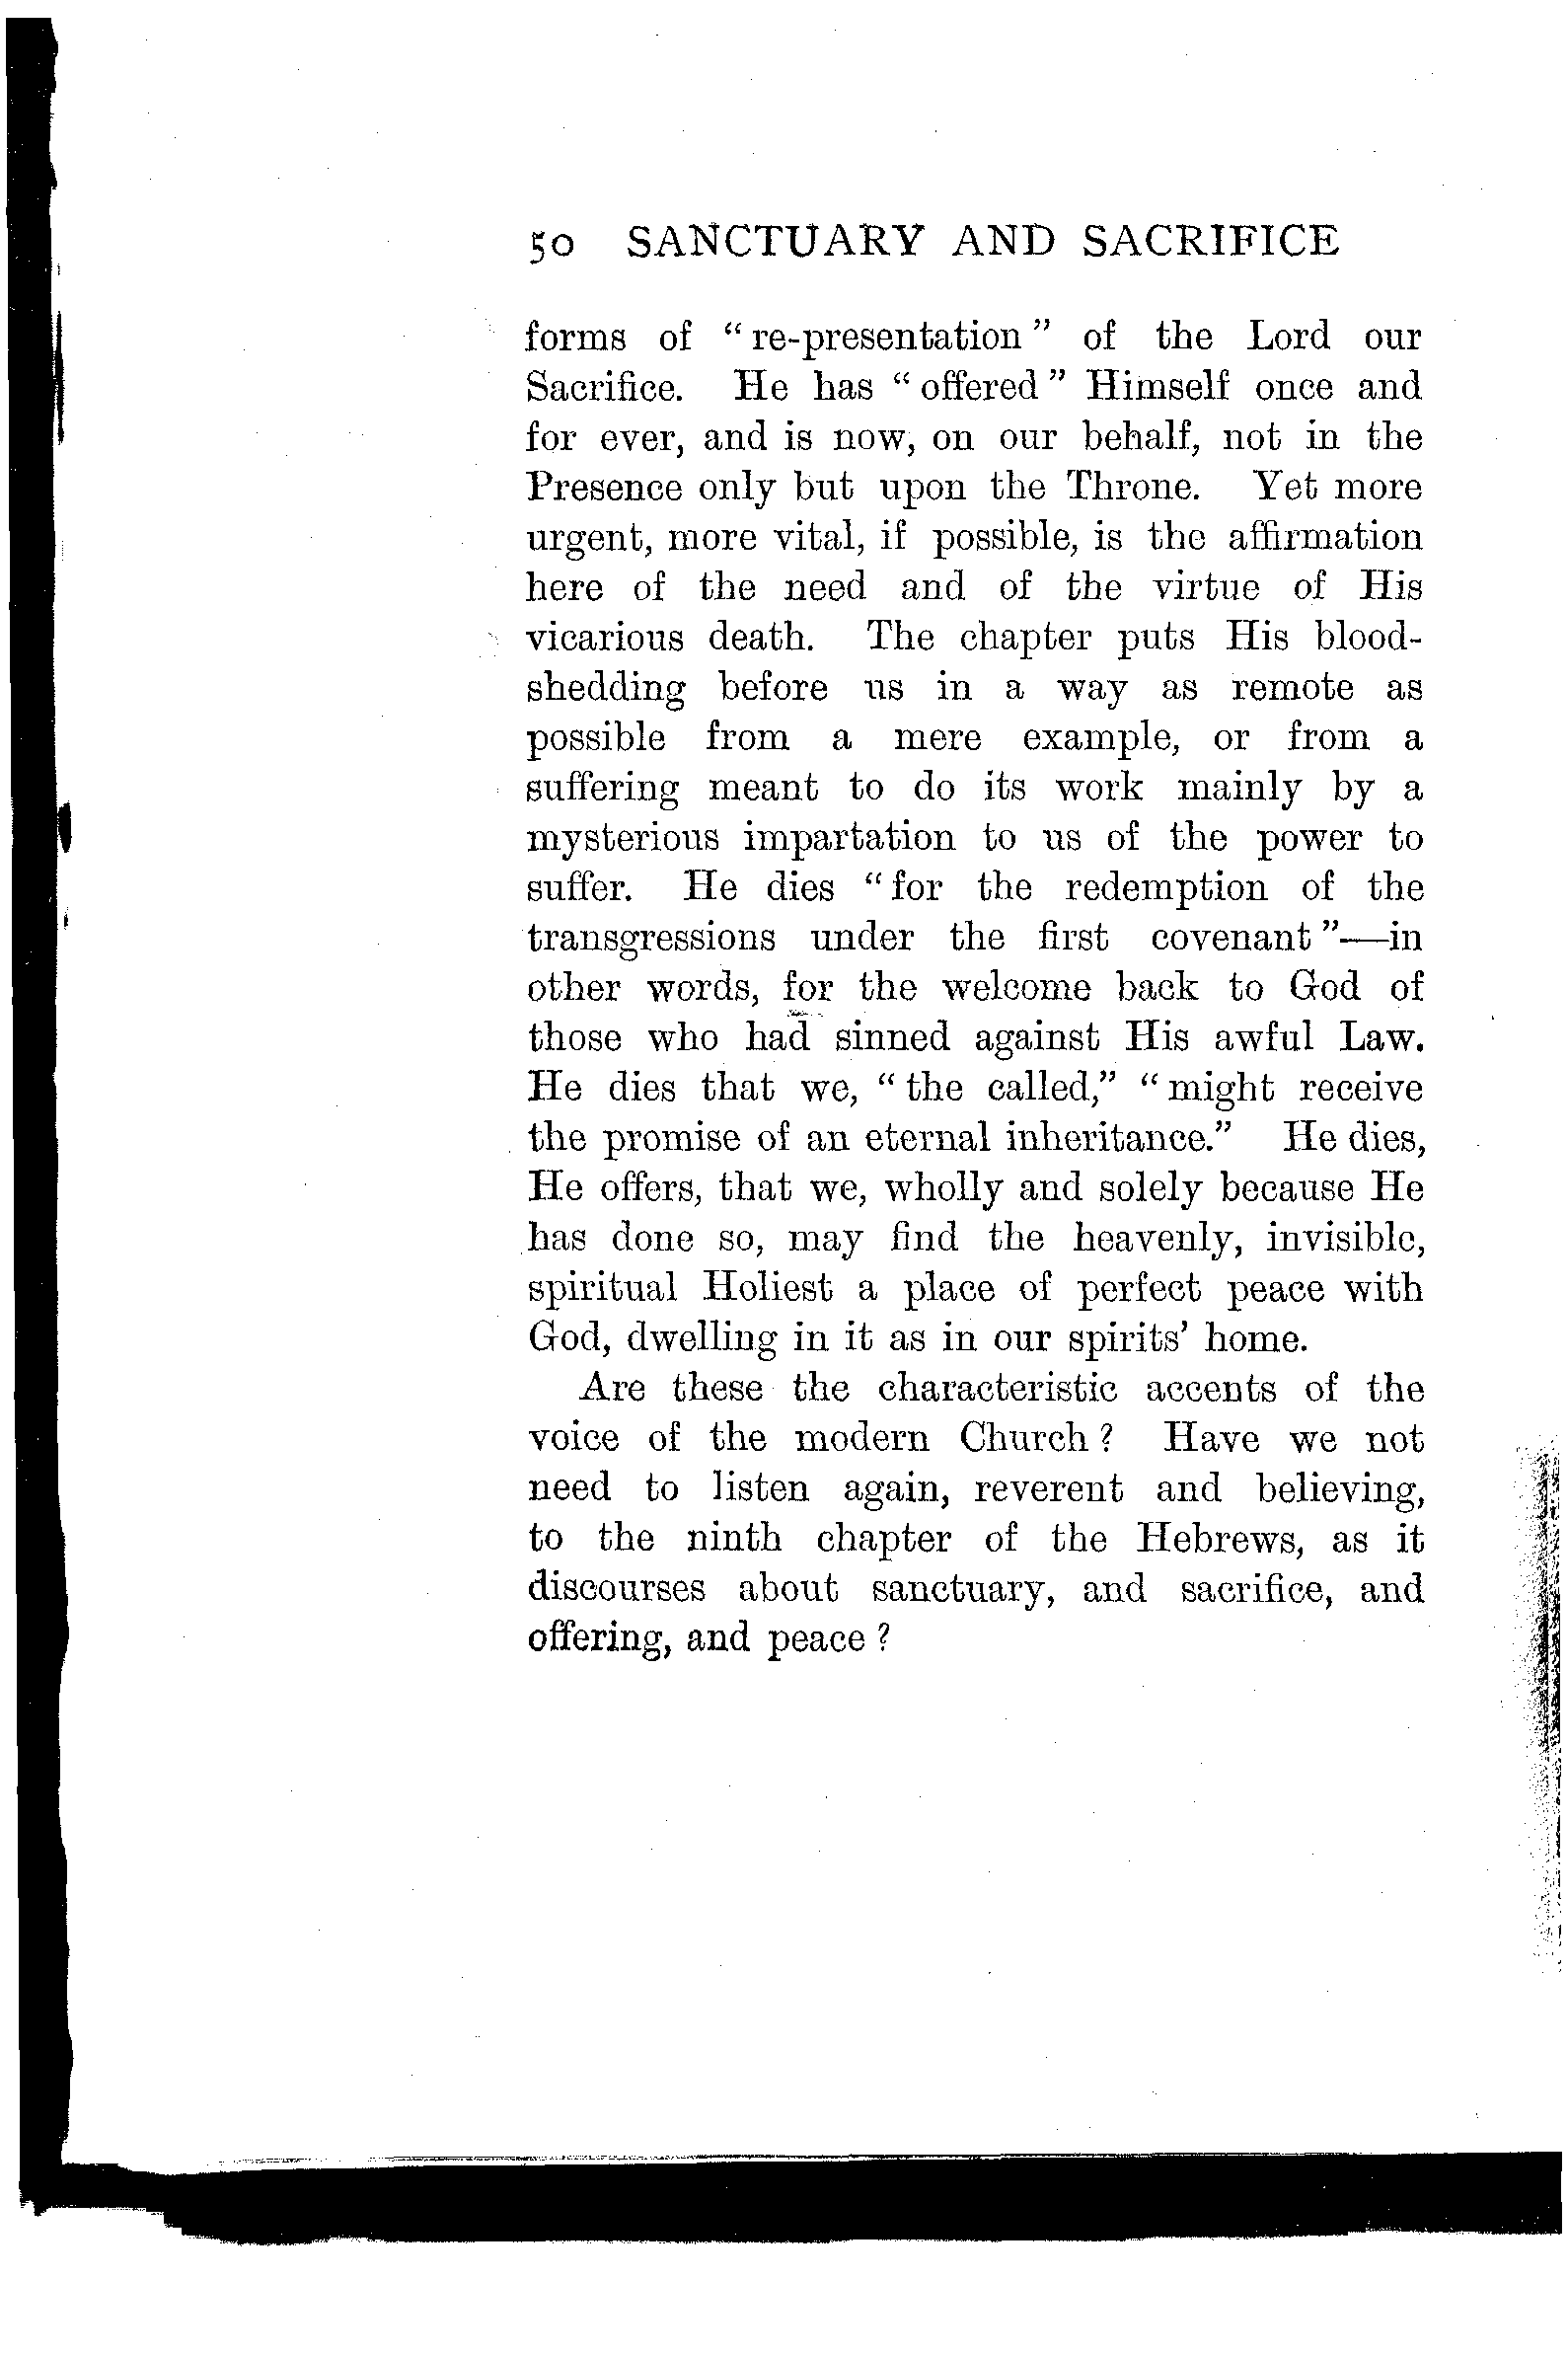 50 SANCTUARY AND SACRIFICE
forms of “re-presentation” of the Lord our
Sacrifice. He has “offered” Himself once and
for ever, and is now, on our behalf, not in the
Presence only but upon the Throne. Yet more
urgent, more vital, if possible, is the affirmation
here of the need and of the virtue of His
vicarious death. The chapter puts His blood-
shedding before us in a way as remote as
possible from a mere example, or from a
suffering meant to do its work mainly by a
mysterious impartation to us of the power to
suffer. He dies “for the redemption of the
transgressions under the first covenant”—in
other words, for the welcome back to God of
those who had sinned against His awful Law.
He dies that we, “the called,” “might receive
the promise of an eternal inheritance.” He dies,
He offers, that we, wholly and solely because He
has done so, may find the heavenly, invisible,
spiritual Holiest a place of perfect peace with
God, dwelling in it as in our spirits’ home.
Are these the characteristic accents of the
voice of the modern Church? Have we not
need to listen again, reverent and believing,
to the ninth chapter of the Hebrews, as it
discourses about sanctuary, and sacrifice, and
offering, and peace?